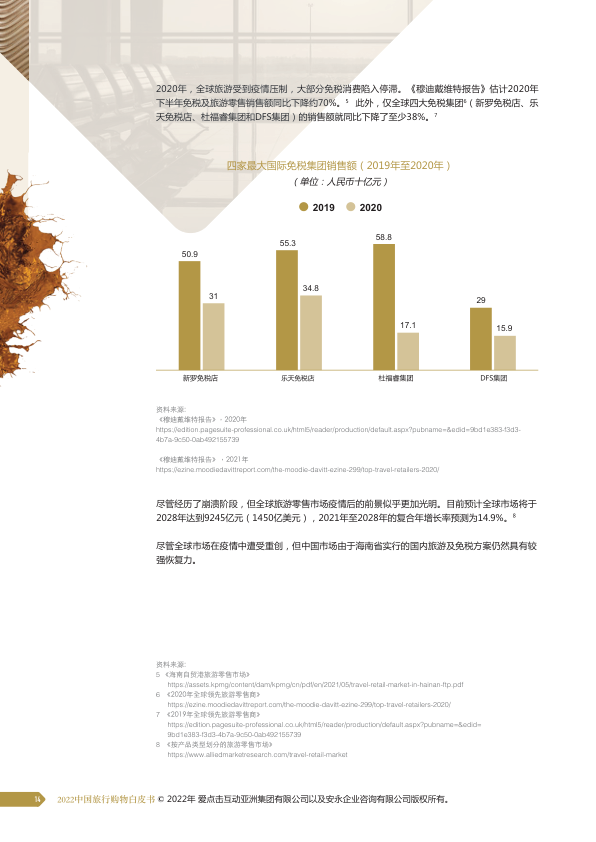 2020年，全球旅游受到疫情压制，大部分免税消费陷入停滞。《穆迪戴维特报告》估计2020年
下半年免税及旅游零售销售额同比下降约70%。5 此外，仅全球四大免税集团6（新罗免税店、乐
天免税店、杜福睿集团和DFS集团）的销售额就同比下降了至少38%。7
四家最大国际免税集团销售额（2019年至2020年）
（单位：人民币十亿元）
2019 2020
50.9 31 55.3 34.8 58.8 17.1 29 15.9
新罗免税店 乐天免税店 杜福睿集团 DFS集团
资料来源:
《穆迪戴维特报告》- 2020年
https://edition.pagesuite-professional.co.uk/html5/reader/production/default.aspx?pubname=&edid=9bd1e383-f3d3-
4b7a-9c50-0ab492155739
《穆迪戴维特报告》- 2021年
https://ezine.moodiedavittreport.com/the-moodie-davitt-ezine-299/top-travel-retailers-2020/
尽管经历了崩溃阶段，但全球旅游零售市场疫情后的前景似乎更加光明。目前预计全球市场将于
2028年达到9245亿元（1450亿美元），2021年至2028年的复合年增长率预测为14.9%。8
尽管全球市场在疫情中遭受重创，但中国市场由于海南省实行的国内旅游及免税方案仍然具有较
强恢复力。
资料来源:
5 《海南自贸港旅游零售市场》
https://assets.kpmg/content/dam/kpmg/cn/pdf/en/2021/05/travel-retail-market-in-hainan-ftp.pdf
6 《2020年全球领先旅游零售商》
https://ezine.moodiedavittreport.com/the-moodie-davitt-ezine-299/top-travel-retailers-2020/
7 《2019年全球领先旅游零售商》
https://edition.pagesuite-professional.co.uk/html5/reader/production/default.aspx?pubname=&edid=
9bd1e383-f3d3-4b7a-9c50-0ab492155739
8 《按产品类型划分的旅游零售市场》
https://www.alliedmarketresearch.com/travel-retail-market
14 2022中国旅行购物白皮书 © 2022年 爱点击互动亚洲集团有限公司以及安永企业咨询有限公司版权所有。